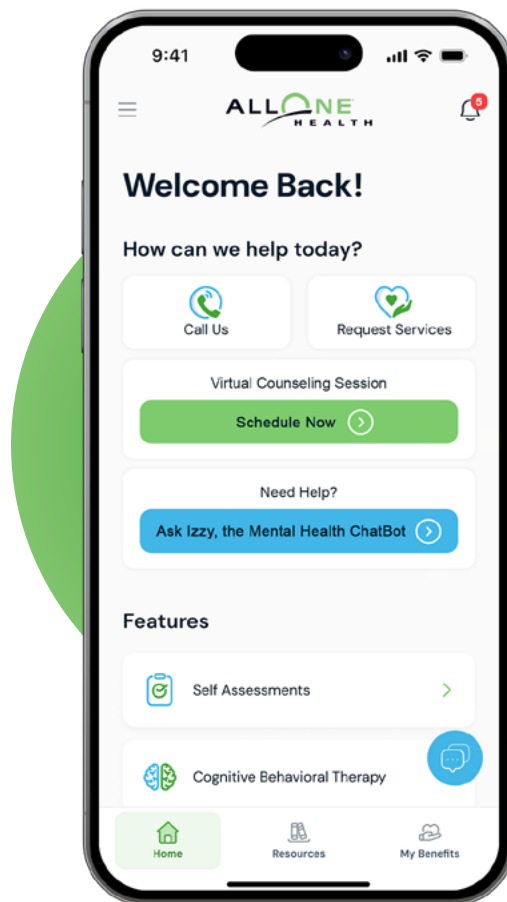 9:41
ALLONE
HEALTH
5
Welcome Back!
How can we help today?
Call Us
Request Services
Virtual Counseling Session
Schedule Now
Need Help?
Ask Izzy, the Mental Health ChatBot
Features
Self Assessments
Cognitive Behavioral Therapy
Home
Resources
My Benefits